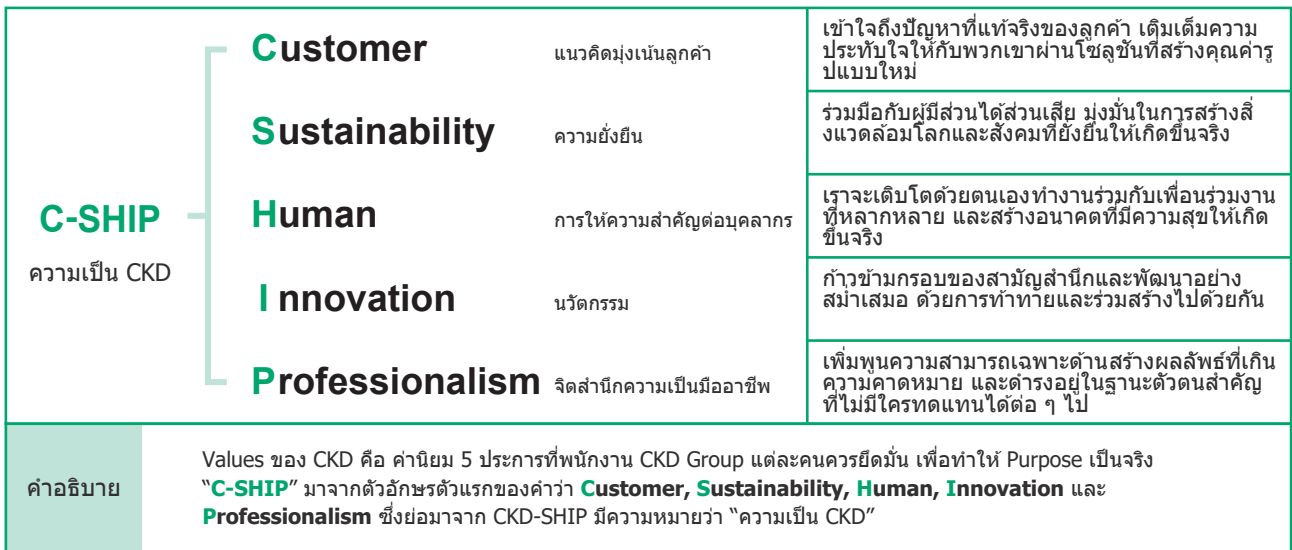 C-SHIP
ความเป็น CKD
Customer
แนวคิดมุ่งเน้นลูกค้า
เข้าใจถึงปัญหาที่แท้จริงของลูกค้า เติมเต็มความ
ประทับใจให้กับพวกเขาผ่านโซลูชันที่สร้างคุณค่ารู
ปแบบใหม่
Sustainability
ความยั่งยืน
ร่วมมือกับผู้มีส่วนได้ส่วนเสีย มุ่งมั่นในการสร้างสิ่
งแวดล้อมโลกและสังคมที่ยั่งยืนให้เกิดขึ้นจริง
Human
การให้ความสำคัญต่อบุคลากร
เราจะเติบโตด้วยตนเองทำงานร่วมกับเพื่อนร่วมงาน
ที่หลากหลาย และสร้างอนาคตที่มีความสุขให้เกิด
ขึ้นจริง
Innovation
นวัตกรรม
ก้าวข้ามกรอบของสามัญสำนึกและพัฒนาอย่าง
สม่ำเสมอ ด้วยการท้าทายและร่วมสร้างไปด้วยกัน
Professionalism
จิตสำนึกความเป็นมืออาชีพ
เพิ่มพูนความสามารถเฉพาะด้านสร้างผลลัพธ์ที่เกิน
ความคาดหมาย และดำรงอยู่ในฐานะตัวตนสำคัญ
ที่ไม่มีใครทดแทนได้ต่อ ๆ ไป
คำอธิบาย
Values ของ CKD คือ ค่านิยม 5 ประการที่พนักงาน CKD Group แต่ละคนควรยึดมั่น เพื่อทำให้ Purpose เป็นจริง
“C-SHIP” มาจากตัวอักษรตัวแรกของคำว่า Customer, Sustainability, Human, Innovation และ
Professionalism ซึ่งย่อมาจาก CKD-SHIP มีความหมายว่า “ความเป็น CKD”